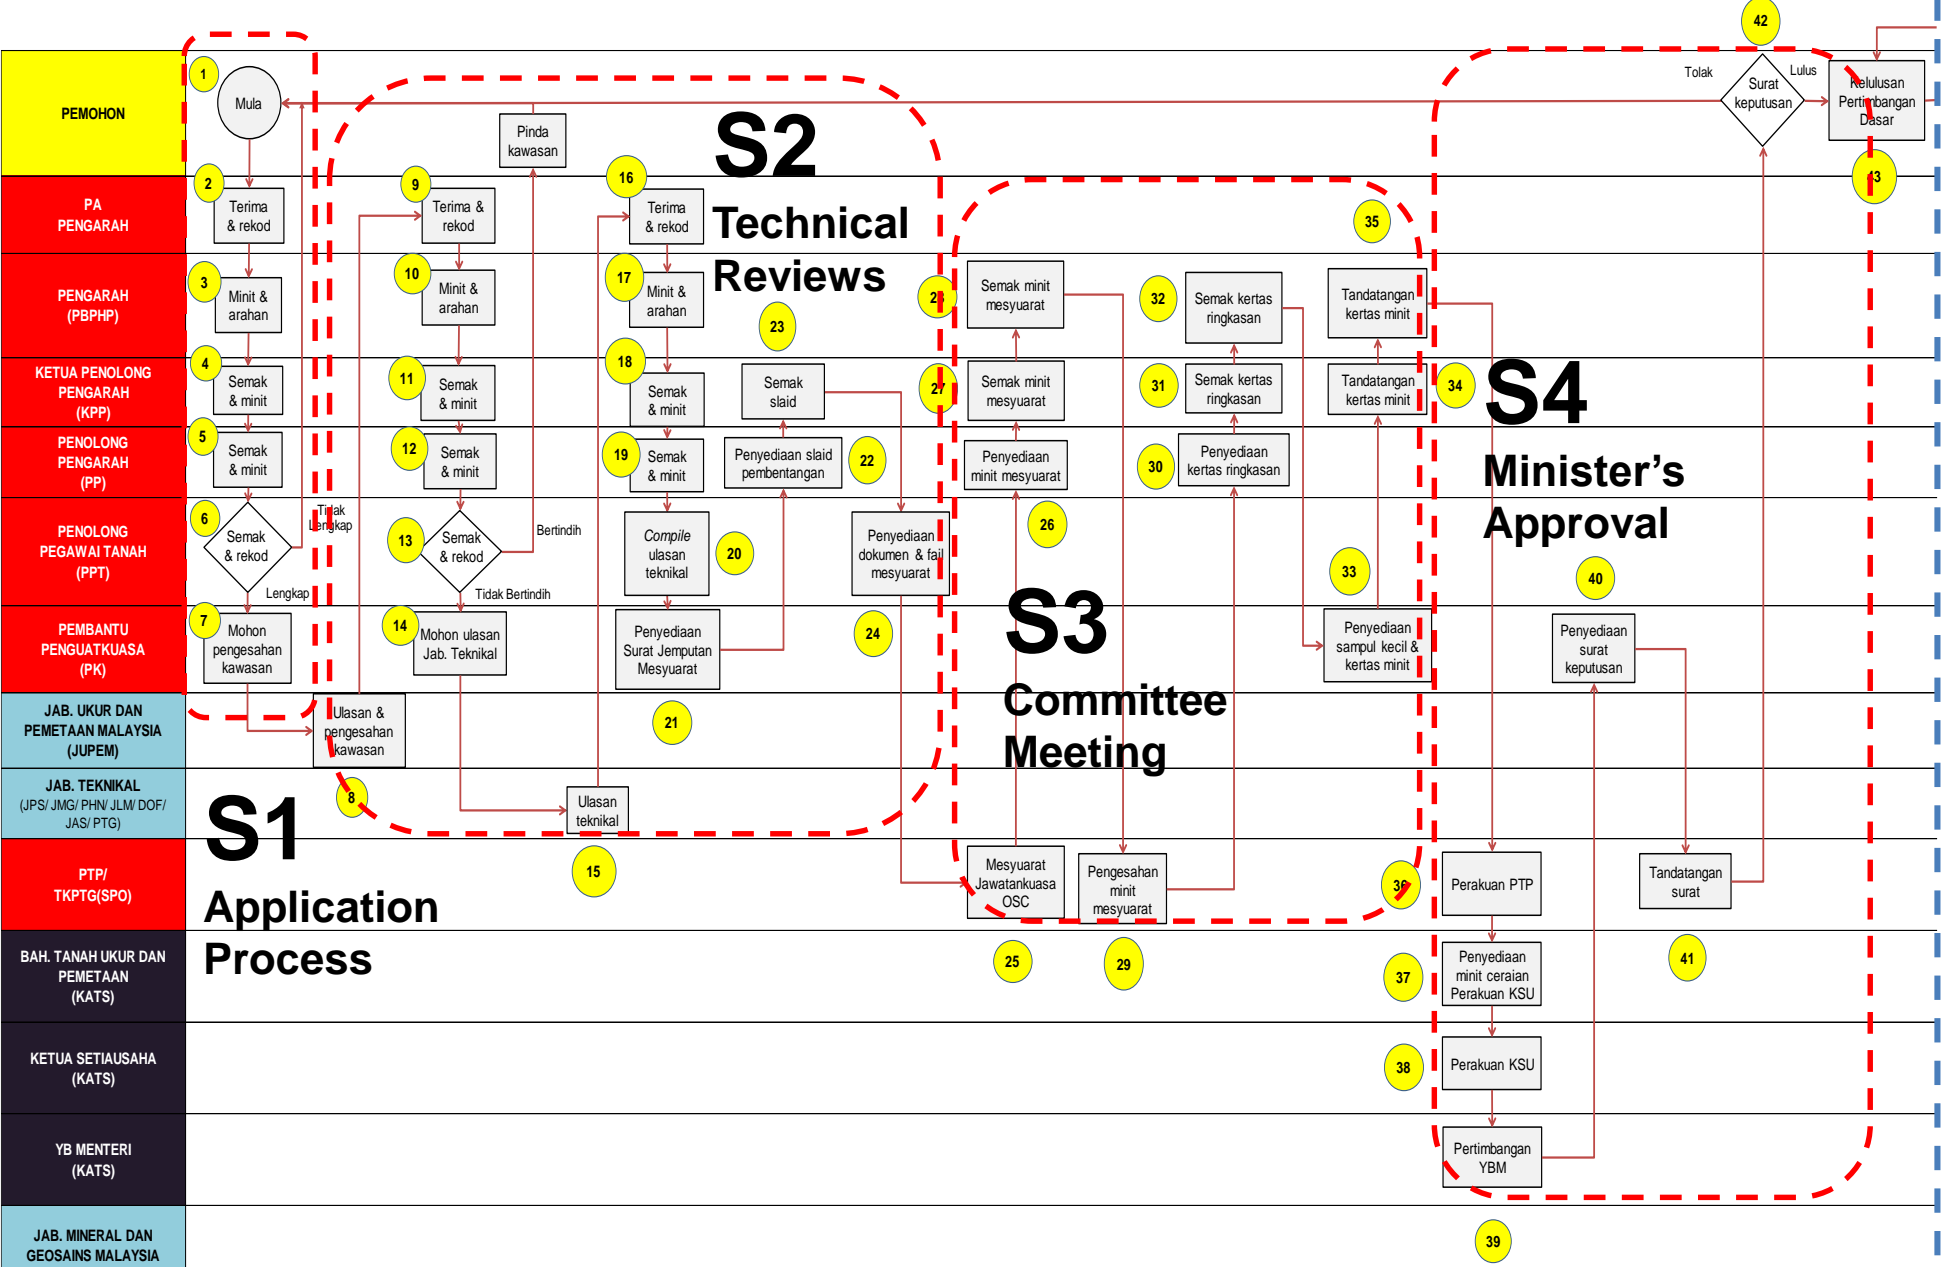 42
PEMOHON
1
Mula
Pinda
kawasan
S2
Technical
Reviews
Tolak
Surat
keputusan
Lulus
Kelulusan
Pertimbangan
Dasar
43
PA
PENGARAH
2
Terima
& rekod
9
Terima &
rekod
16
Terima
& rekod
35
PENGARAH
(PBPHP)
3
Minit &
arahan
10
Minit &
arahan
17
Minit &
arahan
23
28
Semak minit
mesyuarat
32
Semak kertas
ringkasan
Tandatangan
kertas minit
KETUA PENOLONG
PENGARAH
(KPP)
4
Semak
& minit
11
Semak
& minit
18
Semak
& minit
Semak
slaid
27
Semak minit
mesyuarat
31
Semak kertas
ringkasan
Tandatangan
kertas minit
34
S4
Minister's
Approval
PENOLONG
PENGARAH
(PP)
5
Semak
& minit
12
Semak
& minit
19
Semak
& minit
Penyediaan slaid
pembentangan
22
Penyediaan
minit mesyuarat
30
Penyediaan
kertas ringkasan
PENOLONG
PEGAWAI TANAH
(PPT)
6
Semak
& rekod
Tidak
Lengkap
Lengkap
13
Semak
& rekod
Bertindih
Tidak Bertindih
Compile
ulasan
teknikal
20
Penyediaan
dokumen & fail
mesyuarat
26
33
40
PEMBANTU
PENGUATKUASA
(PK)
7
Mohon
pengesahan
kawasan
14
Mohon ulasan
Jab. Teknikal
Penyediaan
Surat Jemputan
Mesyuarat
24
S3
Committee
Meeting
Penyediaan
sampul kecil &
kertas minit
Penyediaan
surat
keputusan
JAB. UKUR DAN
PEMETAAN MALAYSIA
(JUPEM)
Ulasan &
pengesahan
kawasan
21
JAB. TEKNIKAL
(JPS/ JMG/ PHN/ JLM/ DOF/
JAS/ PTG)
8
Ulasan
teknikal
S1
Application
Process
PTP/
TKPTG(SPO)
15
Mesyuarat
Jawatankuasa
OSC
Pengesahan
minit
mesyuarat
36
Perakuan PTP
Tandatangan
surat
BAH. TANAH UKUR DAN
PEMETAAN
(KATS)
25
29
37
Penyediaan
minit ceraian
Perakuan KSU
41
KETUA SETIAUSAHA
(KATS)
38
Perakuan KSU
YB MENTERI
(KATS)
Pertimbangan
YBM
JAB. MINERAL DAN
GEOSAINS MALAYSIA
39